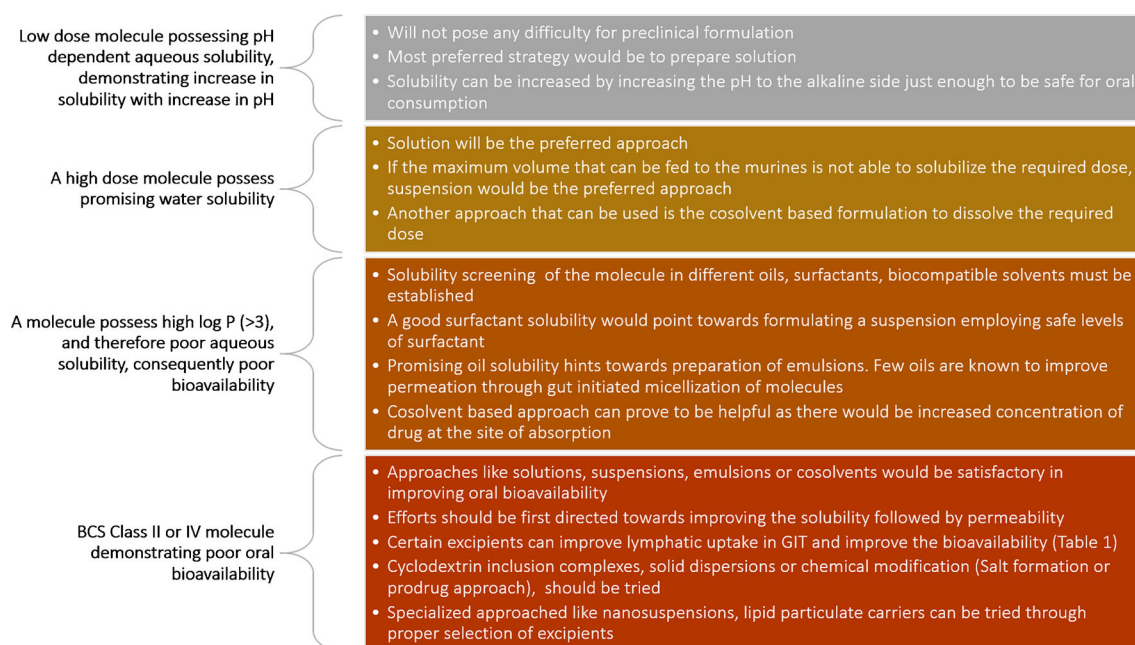 Low dose molecule possessing pH
dependent aqueous solubility,
demonstrating increase in
solubility with increase in pH
• Will not pose any difficulty for preclinical formulation
• Most preferred strategy would be to prepare solution
• Solubility can be increased by increasing the pH to the alkaline side just enough to be safe for oral
consumption
A high dose molecule possess
promising water solubility
• Solution will be the preferred approach
• If the maximum volume that can be fed to the murines is not able to solubilize the required dose,
suspension would be the preferred approach
• Another approach that can be used is the cosolvent based formulation to dissolve the required
dose
A molecule possess high log P (>3),
and therefore poor aqueous
solubility, consequently poor
bioavailability
• Solubility screening of the molecule in different oils, surfactants, biocompatible solvents must be
established
• A good surfactant solubility would point towards formulating a suspension employing safe levels
of surfactant
• Promising oil solubility hints towards preparation of emulsions. Few oils are known to improve
permeation through gut initiated micellization of molecules
• Cosolvent based approach can prove to be helpful as there would be increased concentration of
drug at the site of absorption
BCS Class II or IV molecule
demonstrating poor oral
bioavailability
• Approaches like solutions, suspensions, emulsions or cosolvents would be satisfactory in
improving oral bioavailability
• Efforts should be first directed towards improving the solubility followed by permeability
• Certain excipients can improve lymphatic uptake in GIT and improve the bioavailability (Table 1)
• Cyclodextrin inclusion complexes, solid dispersions or chemical modification (Salt formation or
prodrug approach), should be tried
• Specialized approached like nanosuspensions, lipid particulate carriers can be tried through
proper selection of excipients